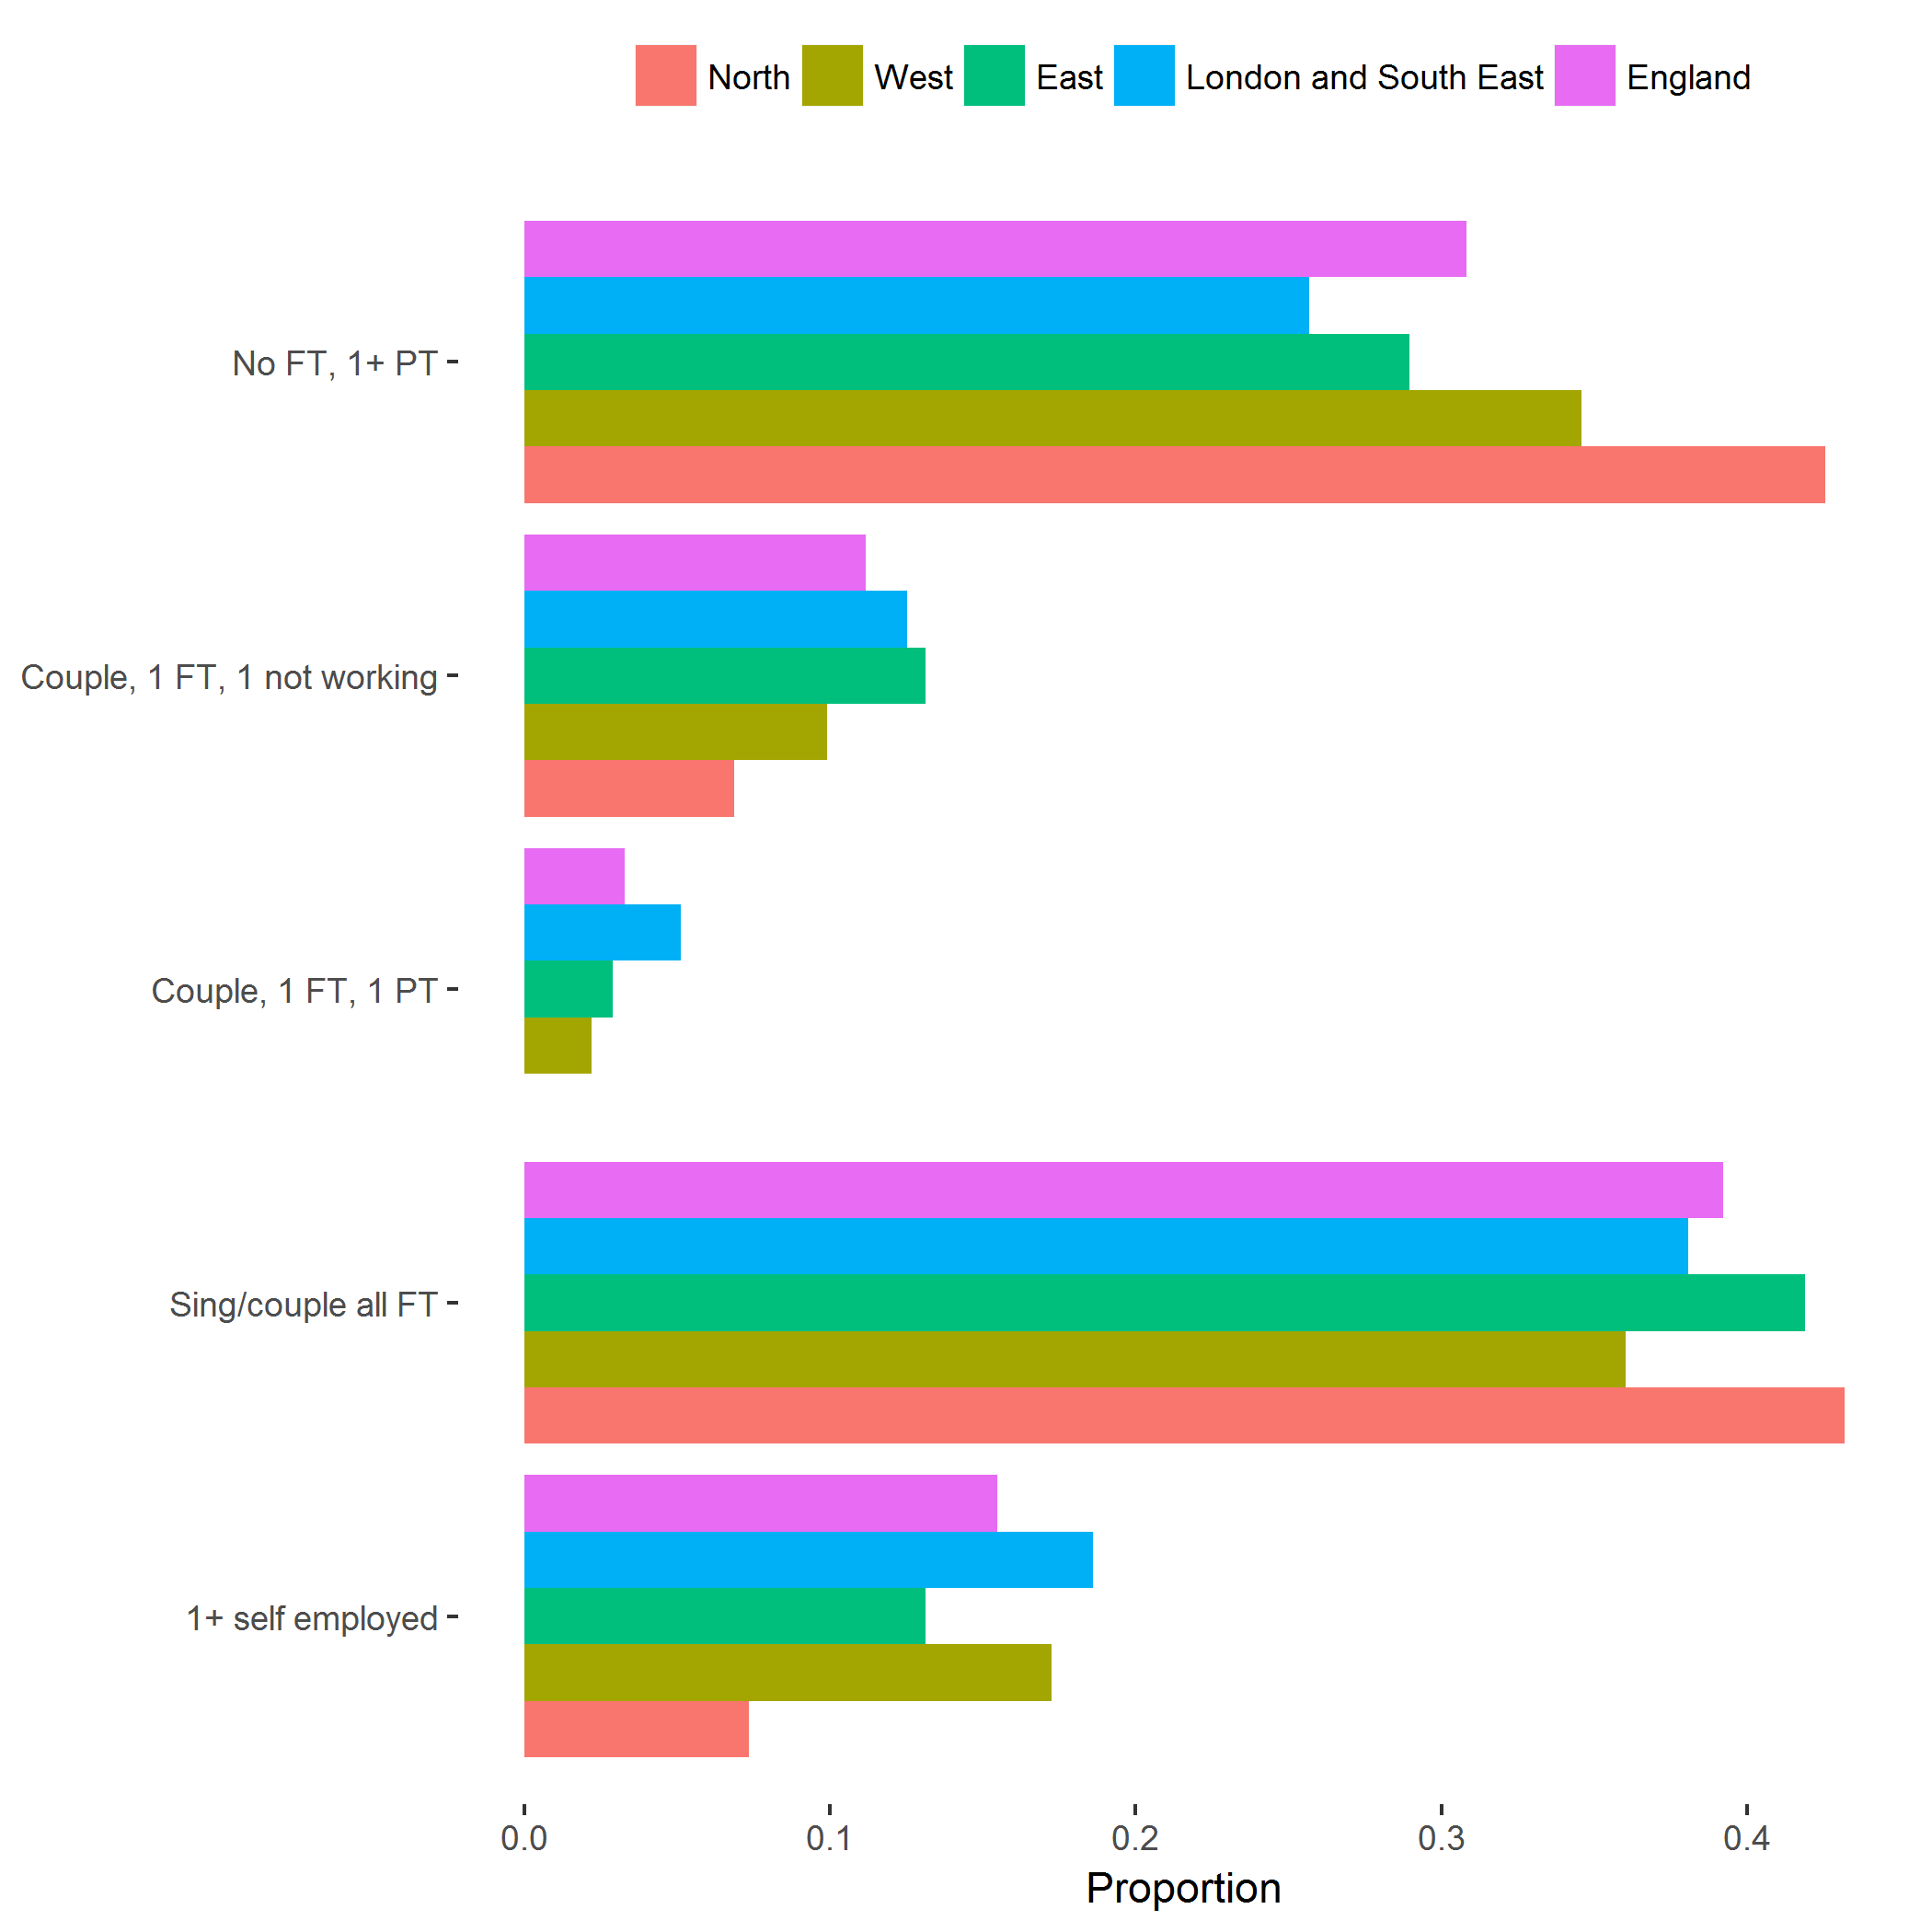 North West East London and South East England
No FT, 1+ PT
Couple, 1 FT, 1 not working
Couple, 1 FT, 1 PT
Sing/couple all FT
1+ self employed
0.0 0.1 0.2 0.3 0.4
Proportion